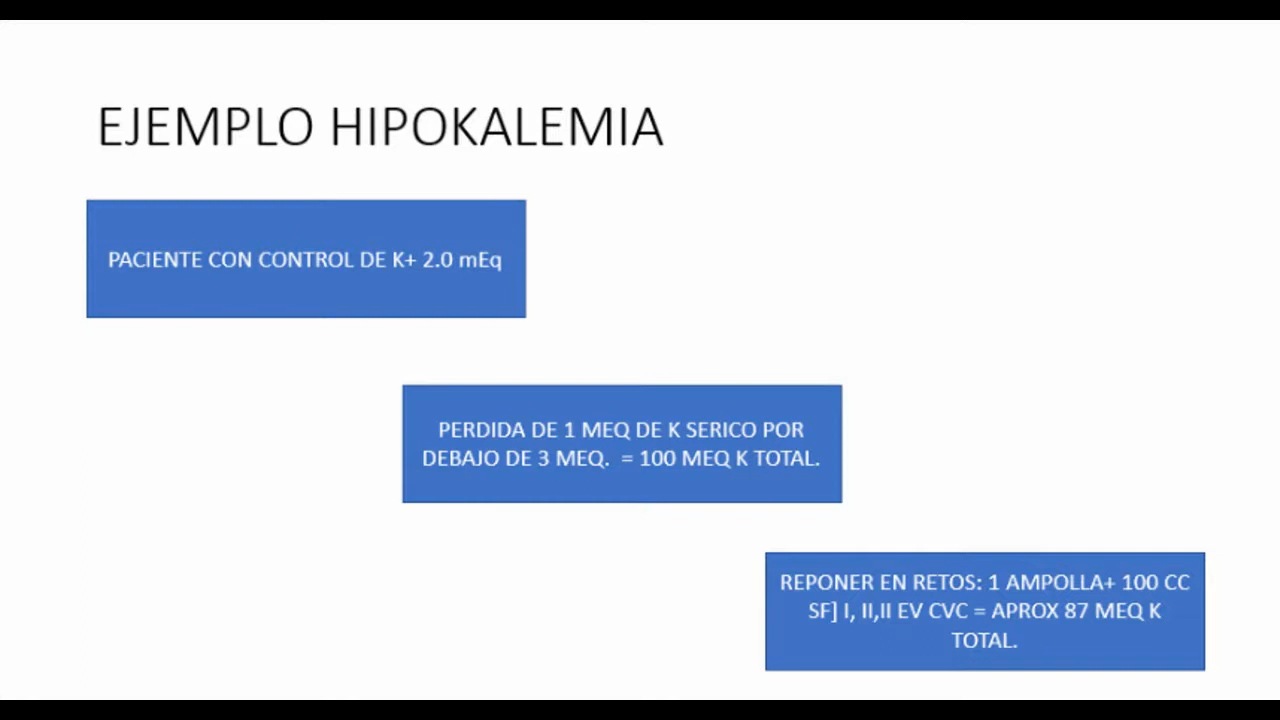 EJEMPLO HIPOKALEMIA
PACIENTE CON CONTROL DE K+ 2.0 mEq
PERDIDA DE 1 MEQ DE K SERICO POR
DEBAJO DE 3 MEQ.  = 100 MEQ K TOTAL.
REPONER EN RETOS: 1 AMPOLLA+ 100 CC
SF] I, II,II EV CVC = APROX 87 MEQ K
TOTAL.